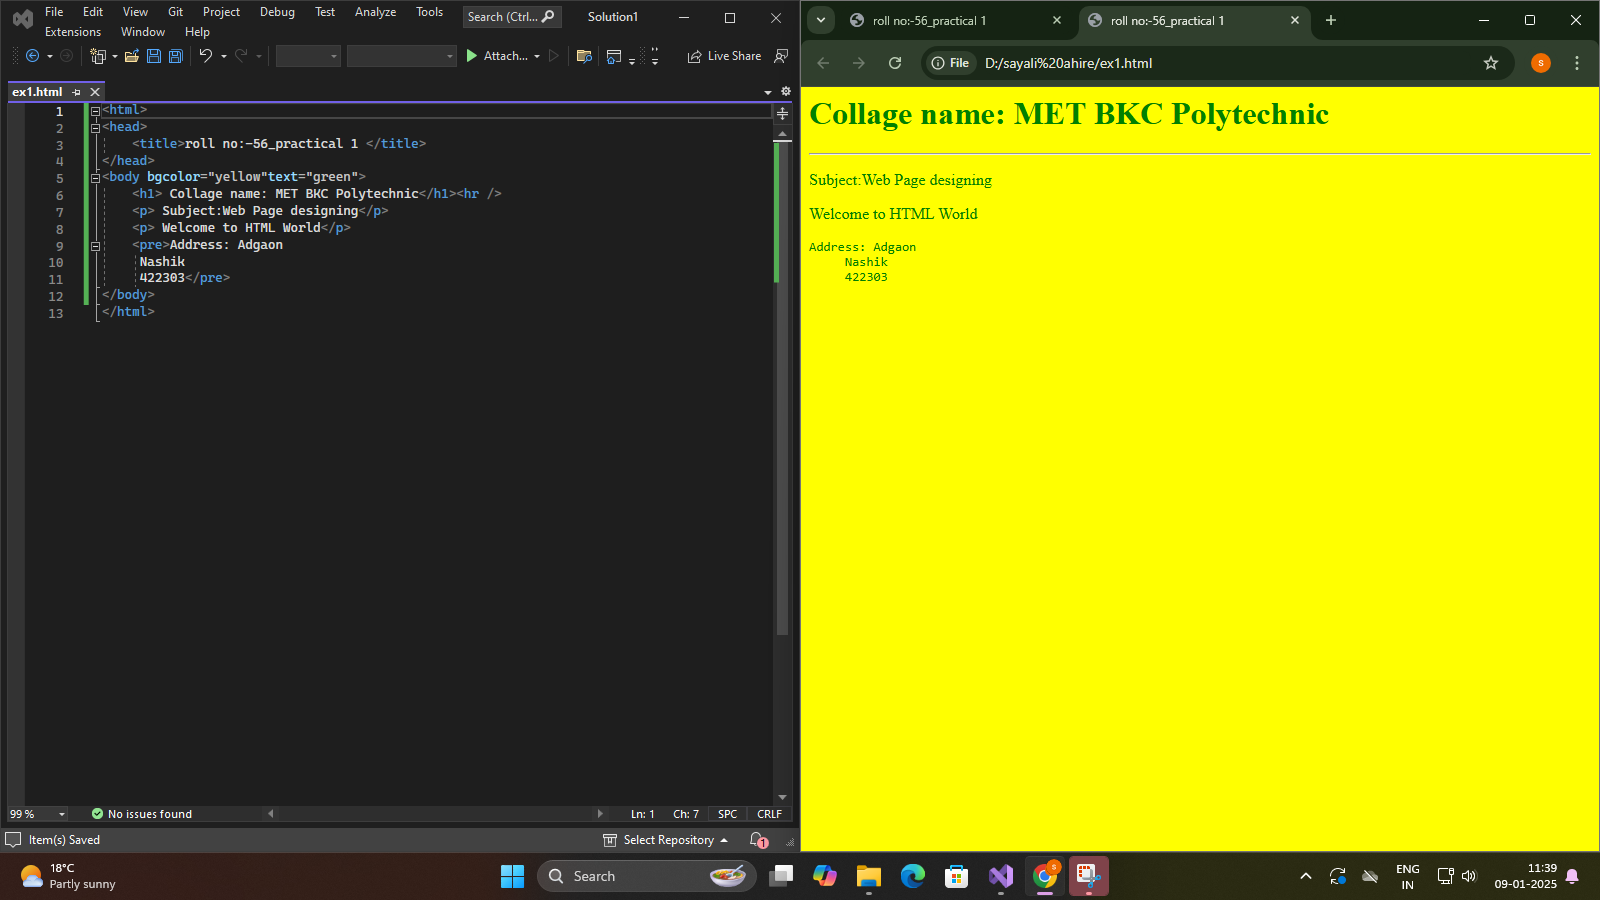 File Edit View Git Project Debug Test Analyze Tools Search (Ctrl... Solution1
Extensions Window Help
Attach... Live Share
ex1.html
1 <html>
2 <head>
3 <title>roll no:-56_practical 1 </title>
4 </head>
5 <body bgcolor="yellow"text="green">
6 <h1> Collage name: MET BKC Polytechnic</h1><hr />
7 <p> Subject:Web Page designing</p>
8 <p> Welcome to HTML World</p>
9 <pre>Address: Adgaon
10 Nashik
11 422303</pre>
12 </body>
13 </html>
99 % No issues found Ln: 1 Ch: 7 SPC CRLF
Item(s) Saved Select Repository 1
roll no:-56_practical 1 roll no:-56_practical 1
File D:/sayali%20ahire/ex1.html s
Collage name: MET BKC Polytechnic
Subject:Web Page designing
Welcome to HTML World
Address: Adgaon
Nashik
422303
18°C
Partly sunny
Search
s
ENG
IN
11:39
09-01-2025